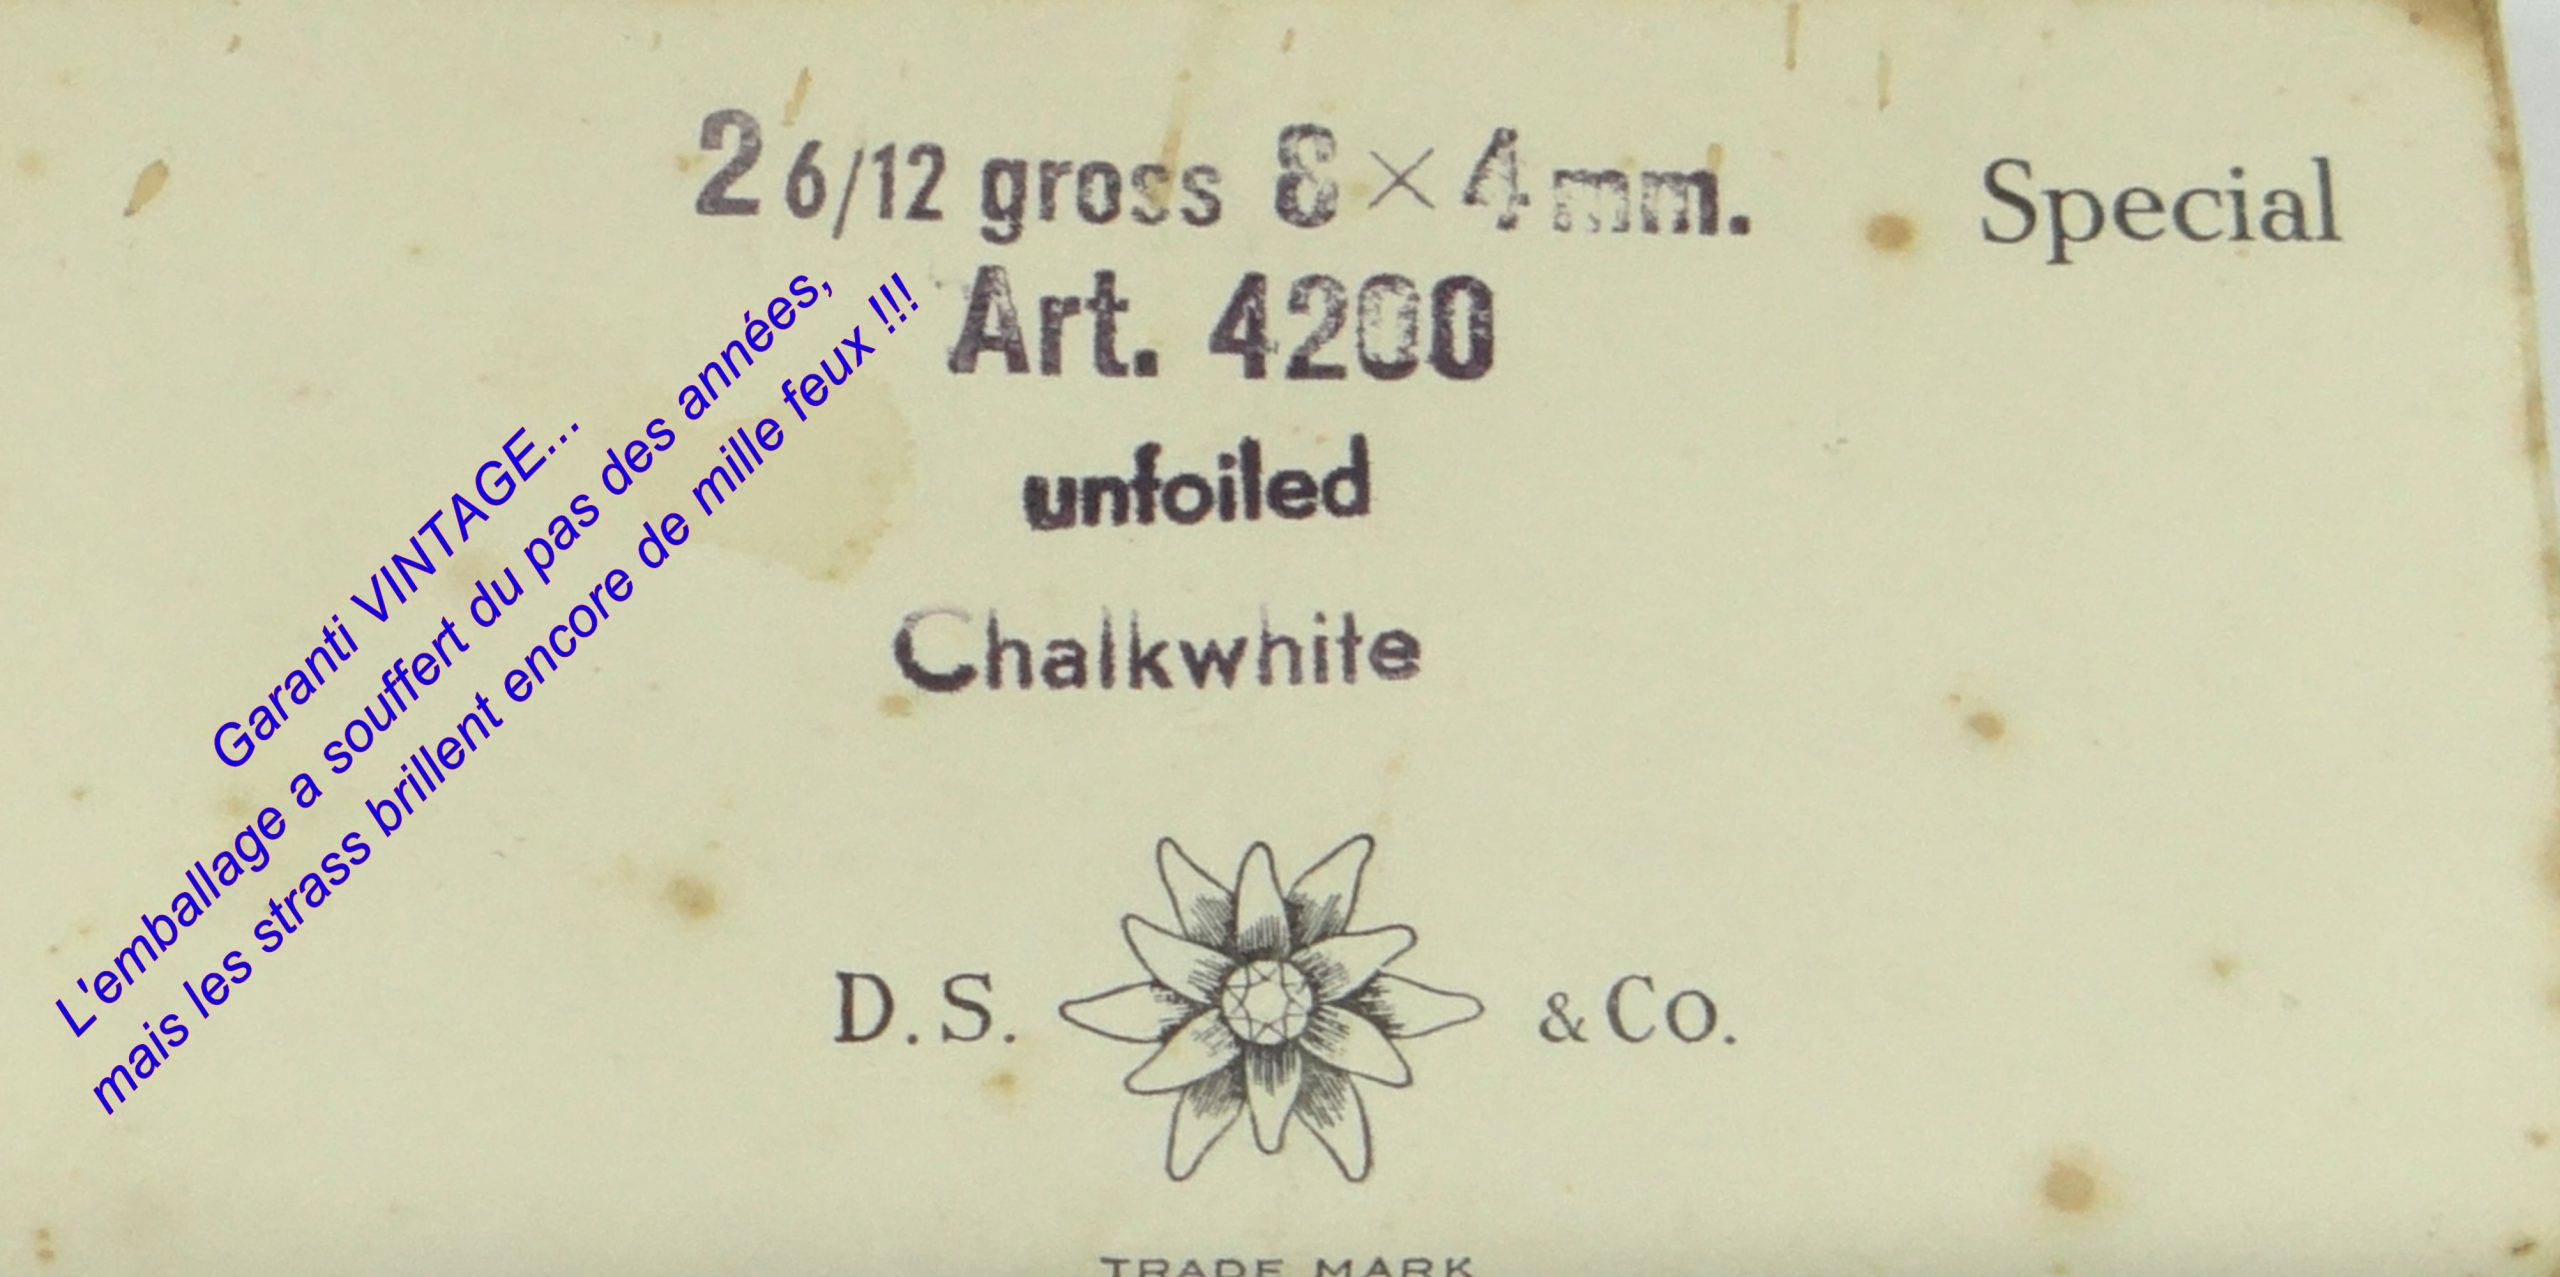 2 6/12 gross 8 × 4 mm.
Special
Art. 4200
unfoiled
Chalkwhite
Garanti VINTAGE...
L'emballage a souffert du pas des années,
mais les strass brillent encore de mille feux !!!
D. S. & Co.
TRADE MARK